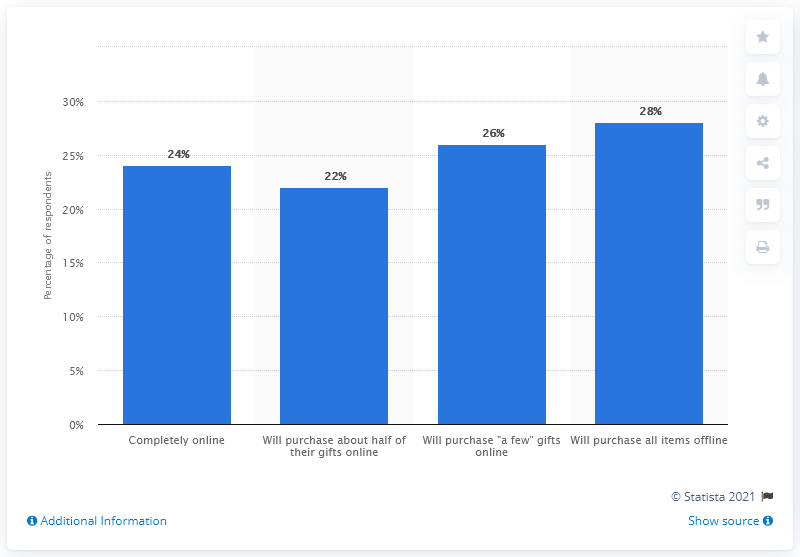 30%
25%
20%
15%
10%
5%
0%
Percentage of respondents
24%
22%
26%
28%
Completely online
Will purchase about half of
their gifts online
Will purchase "a few" gifts
online
Will purchase all items offline
© Statista 2021
Additional Information
Show source